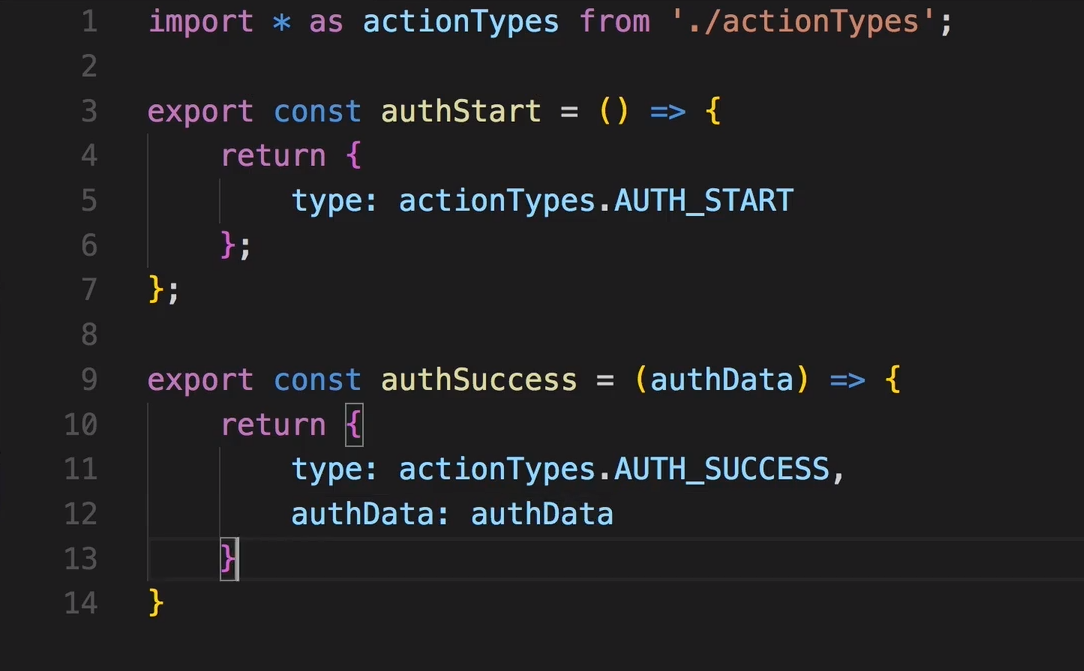 1 import * as actionTypes from './actionTypes';
2
3 export const authStart = () => {
4     return {
5         type: actionTypes.AUTH_START
6     };
7 };
8
9 export const authSuccess = (authData) => {
10     return {
11         type: actionTypes.AUTH_SUCCESS,
12         authData: authData
13     }
14 }